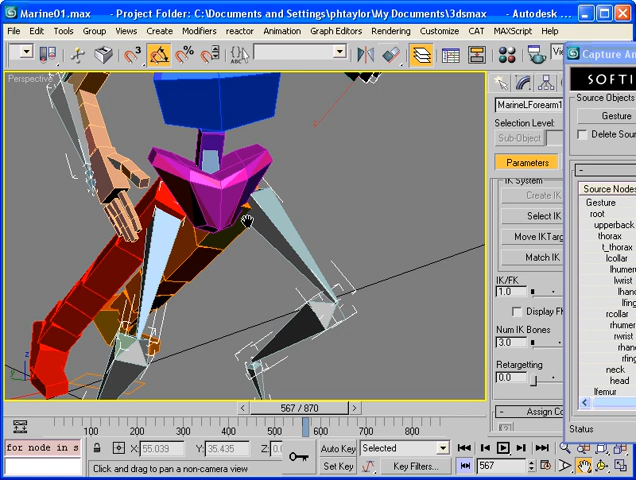 Marine01.max - Project Folder: C:\Documents and Settings\phtaylor\My Documents\3dsmax - Autodesk ...
File Edit Tools Group Views Create Modifiers reactor Animation Graph Editors Rendering Customize CAT MAXScript Help
Capture An
SOFTI
Perspective
Source Objects
Gesture
Delete Sour
MarineLForearm1
Selection Level:
Sub-Object
Parameters
IK System
Create IK
Select IK
Move IKTarg
Match IK
IK/FK
1.0
Display FK
Num IK Bones
3.0
Retargetting
0.0
Assign Co
Source Nodes
Gesture
root
upperback
thorax
t_thorax
lcollar
lhumer
lwrist
lhand
lfing
rcollar
rhumer
rwrist
rhan
rfing
neck
head
lfemur
Status
567 / 870
100 200 300 400 500 600 700 800
for node in s
X: 55.039 Y: 35.435 Z: 0.
Click and drag to pan a non-camera view
Auto Key Selected
Set Key Key Filters...
567